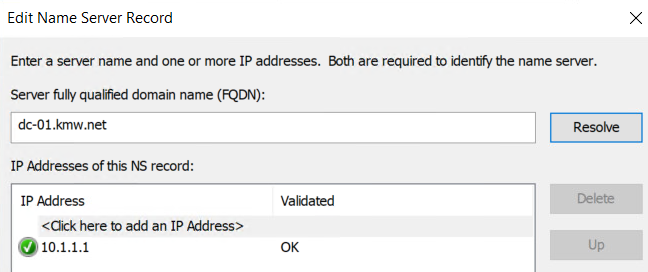 Edit Name Server Record
Enter a server name and one or more IP addresses. Both are required to identify the name server.
Server fully qualified domain name (FQDN):
dc-01.kmw.net
Resolve
IP Addresses of this NS record:
IP Address Validated
Delete
<Click here to add an IP Address>
10.1.1.1 OK
Up